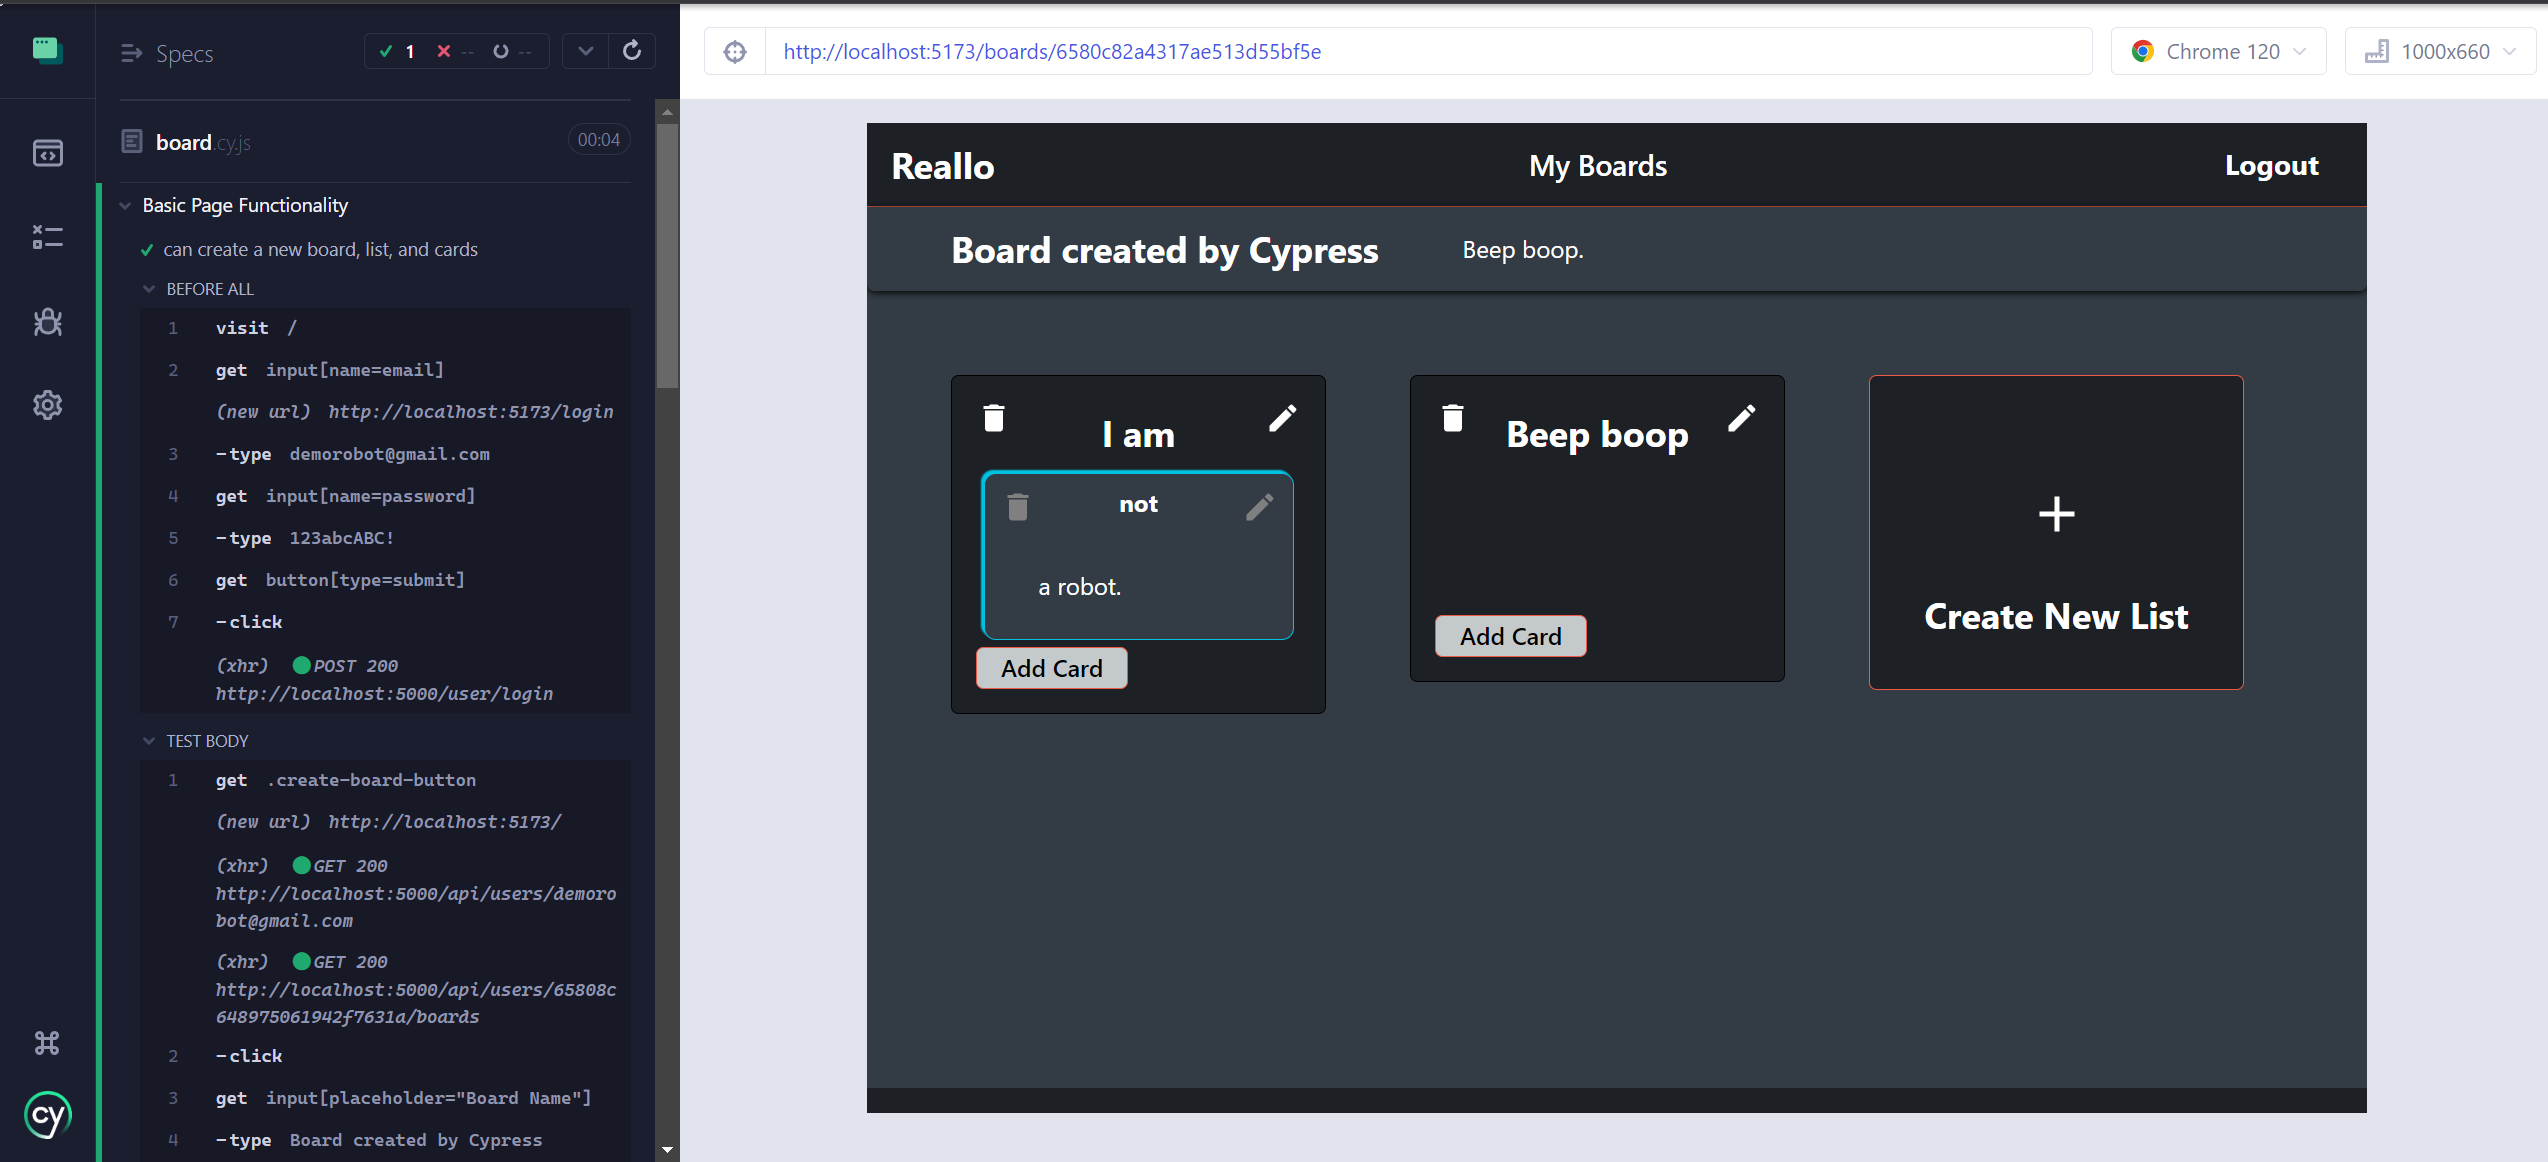 Specs
1 -- --
board.cy.js
00:04
Basic Page Functionality
can create a new board, list, and cards
BEFORE ALL
1 visit /
2 get input[name=email]
(new url) http://localhost:5173/login
3 -type demorobot@gmail.com
4 get input[name=password]
5 -type 123abcABC!
6 get button[type=submit]
7 -click
(xhr) POST 200
http://localhost:5000/user/login
TEST BODY
1 get .create-board-button
(new url) http://localhost:5173/
(xhr) GET 200
http://localhost:5000/api/users/demoro
bot@gmail.com
(xhr) GET 200
http://localhost:5000/api/users/65808c
648975061942f7631a/boards
2 -click
3 get input[placeholder="Board Name"]
4 -type Board created by Cypress
cy
http://localhost:5173/boards/6580c82a4317ae513d55bf5e
Chrome 120
1000x660
Reallo
My Boards
Logout
Board created by Cypress
Beep boop.
I am
not
a robot.
Add Card
Beep boop
Add Card
Create New List